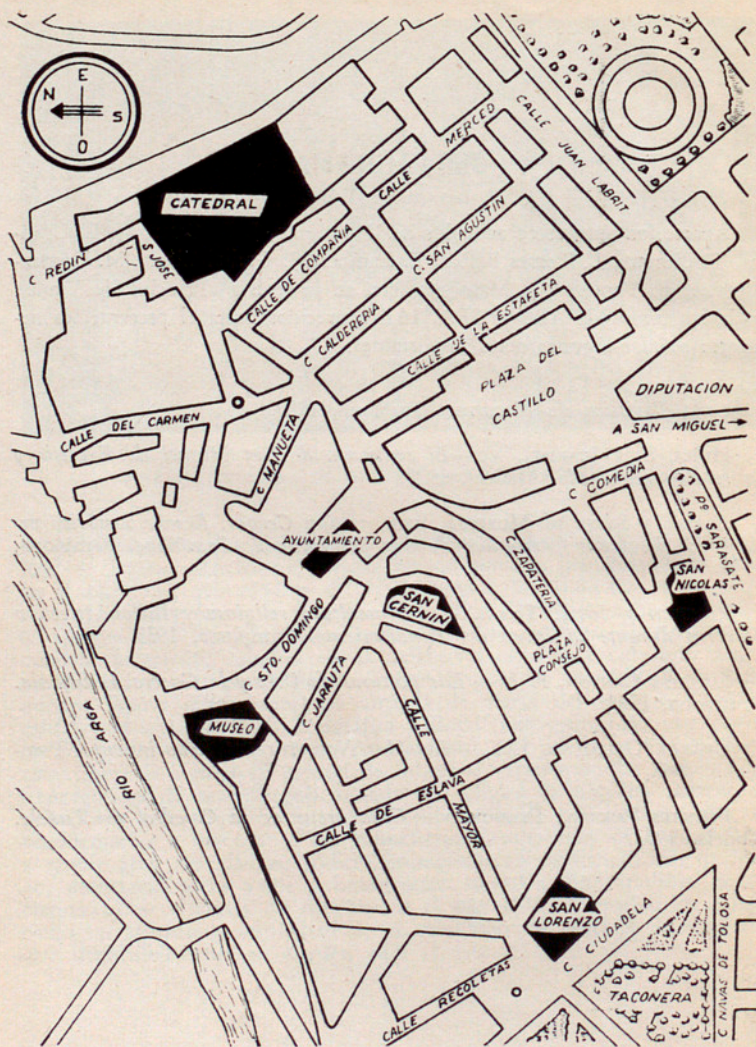 E
N
S
O
CATEDRAL
C REDIN
S JOSE
CALLE DE COMPAÑIA
CALLE
MERCED
CALLE JUAN LABRIT
C. SAN AGUSTIN
C CALDERERIA
CALLE DE LA ESTAFETA
PLAZA DEL
CASTILLO
DIPUTACION
A SAN MIGUEL
CALLE DEL CARMEN
C MANUETA
C COMEDIA
Pº SARASATE
AYUNTAMIENTO
C. ZAPATERIA
SAN
NICOLAS
SAN
CERNIN
C STO. DOMINGO
PLAZA
CONSEJO
C JARAUTA
MUSEO
RIO ARGA
CALLE
MAYOR
CALLE DE ESLAVA
SAN
LORENZO
C CIUDADELA
TACONERA
C NAVAS DE TOLOSA
CALLE RECOLETAS